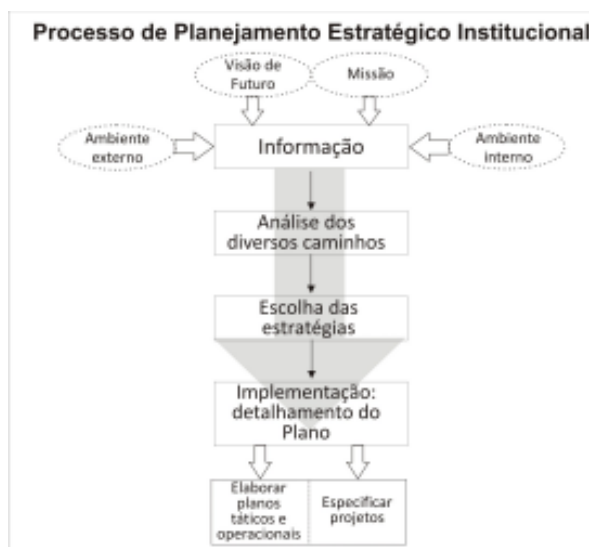 Processo de Planejamento Estratégico Institucional
Visão de
Futuro
Missão
Ambiente
externo
Informação
Ambiente
interno
Análise dos
diversos caminhos
Escolha das
estratégias
Implementação:
detalhamento do
Plano
Elaborar
planos
táticos e
operacionais
Especificar
projetos